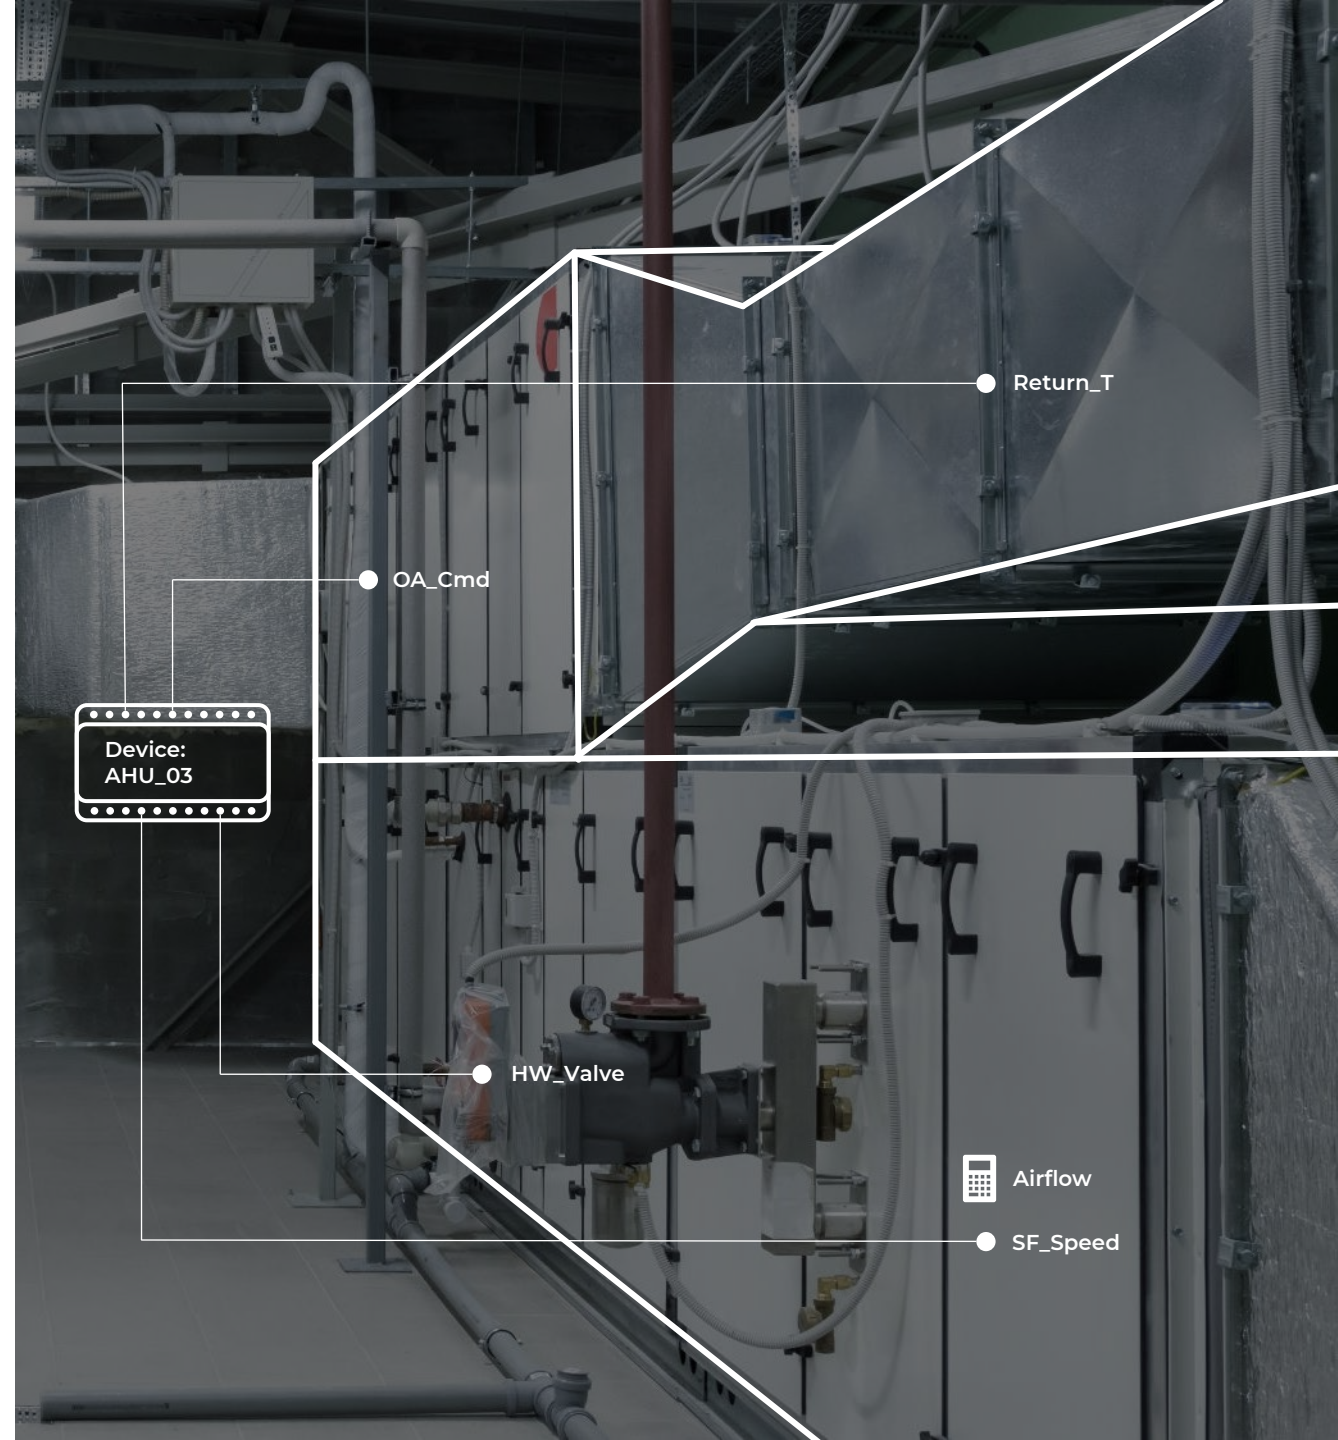 Return_T
OA_Cmd
Device:
AHU_03
HW_Valve
Airflow
SF_Speed